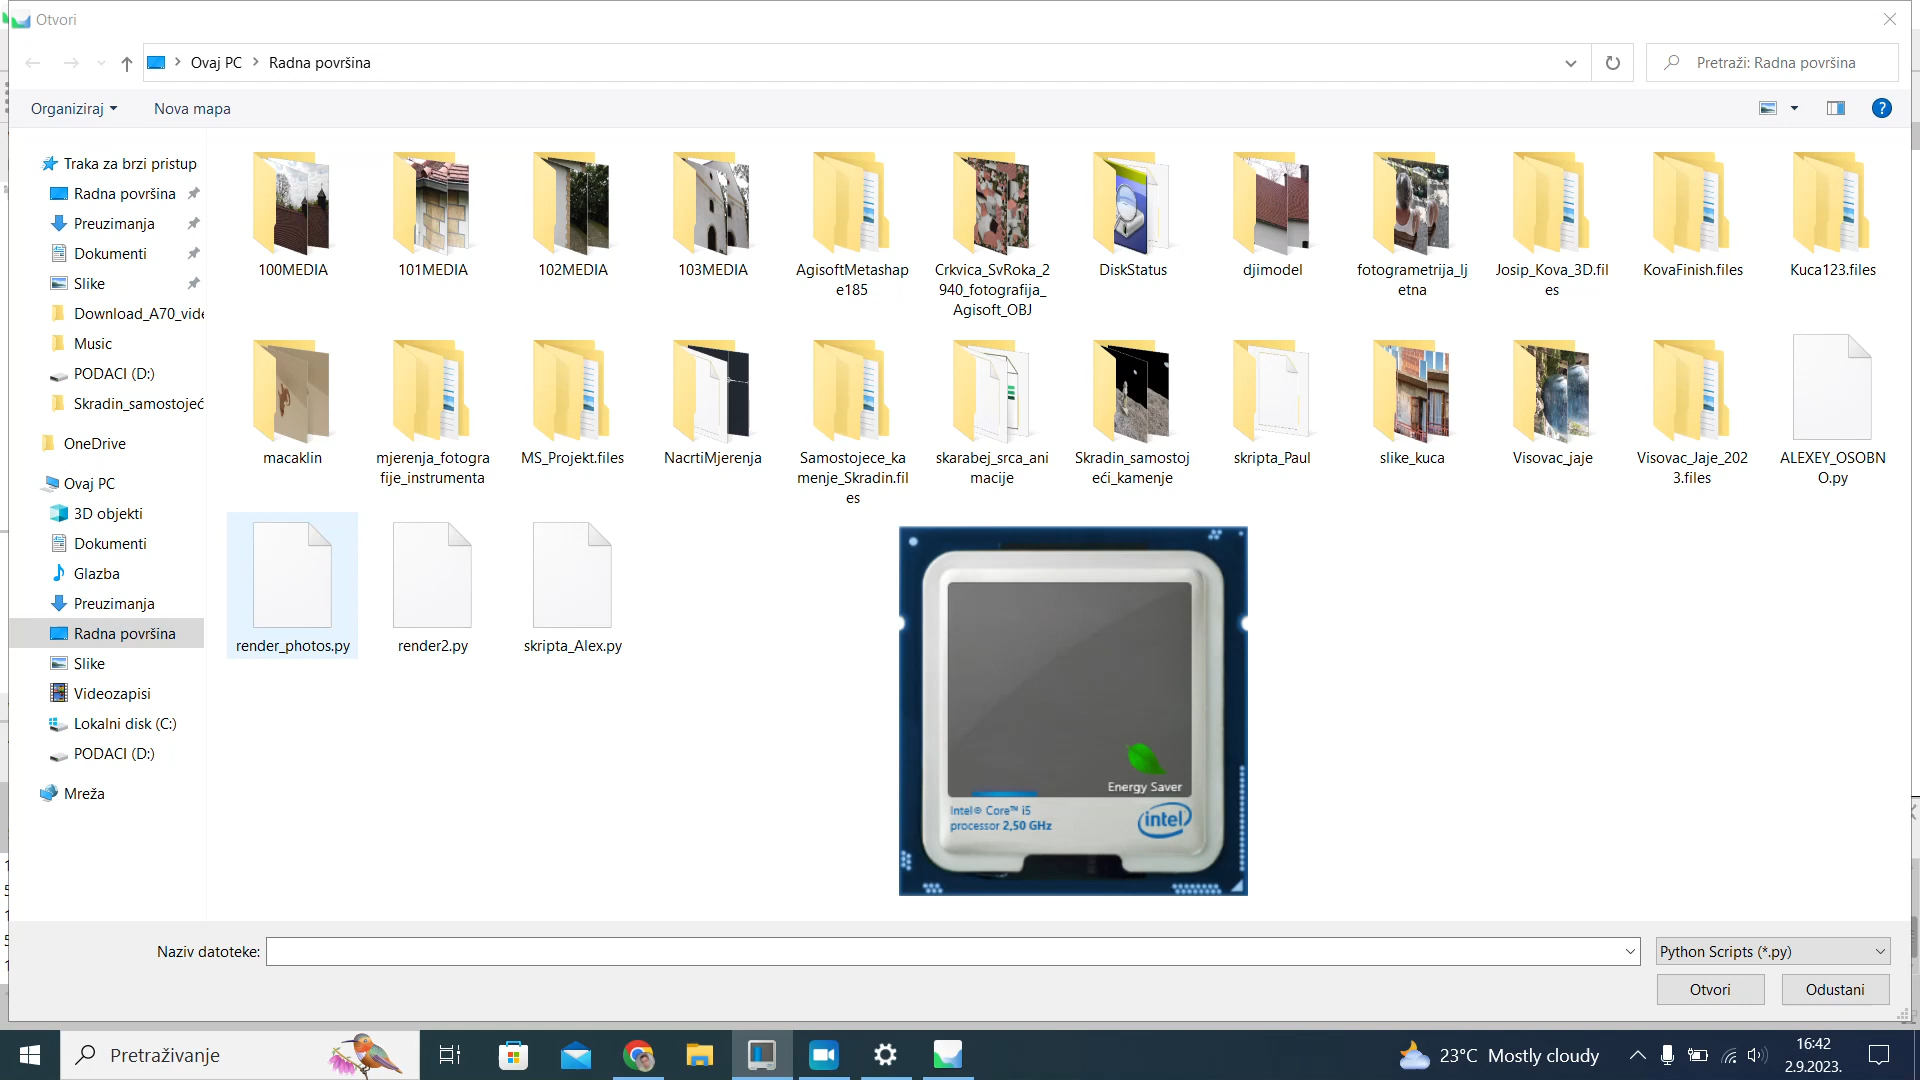 Otvori
Ovaj PC
Radna površina
Pretraži: Radna površina
Organiziraj
Nova mapa
?
Traka za brzi pristup
Radna površina
Preuzimanja
Dokumenti
Slike
Download_A70_vide
Music
PODACI (D:)
Skradin_samostojeć
OneDrive
Ovaj PC
3D objekti
Dokumenti
Glazba
Preuzimanja
Radna površina
Slike
Videozapisi
Lokalni disk (C:)
PODACI (D:)
Mreža
100MEDIA
101MEDIA
102MEDIA
103MEDIA
AgisoftMetashap
e185
Crkvica_SvRoka_2
940_fotografija_
Agisoft_OBJ
DiskStatus
djimodel
fotogrametrija_lj
etna
Josip_Kova_3D.fil
es
KovaFinish.files
Kuca123.files
macaklin
mjerenja_fotogra
fije_instrumenta
MS_Projekt.files
NacrtiMjerenja
Samostojece_ka
menje_Skradin.fil
es
skarabej_srca_ani
macije
Skradin_samostoj
eći_kamenje
skripta_Paul
slike_kuca
Visovac_jaje
Visovac_Jaje_202
3.files
ALEXEY_OSOBN
O.py
render_photos.py
render2.py
skripta_Alex.py
Energy Saver
Intel® Core™ i5
processor 2,50 GHz
intel
Naziv datoteke:
Python Scripts (*.py)
Otvori
Odustani
Pretraživanje
23°C Mostly cloudy
16:42
2.9.2023.